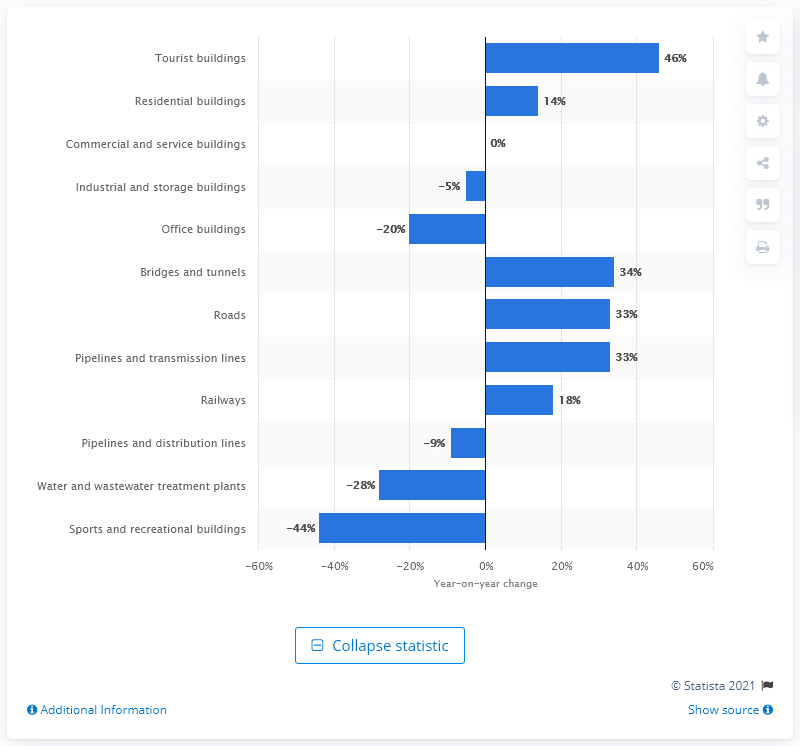 Tourist buildings 46%
Residential buildings 14%
Commercial and service buildings 0%
Industrial and storage buildings −5%
Office buildings −20%
Bridges and tunnels 34%
Roads 33%
Pipelines and transmission lines 33%
Railways 18%
Pipelines and distribution lines −9%
Water and wastewater treatment plants −28%
Sports and recreational buildings −44%
−60% −40% −20% 0% 20% 40% 60%
Year-on-year change
Collapse statistic
© Statista 2021
Additional Information Show source